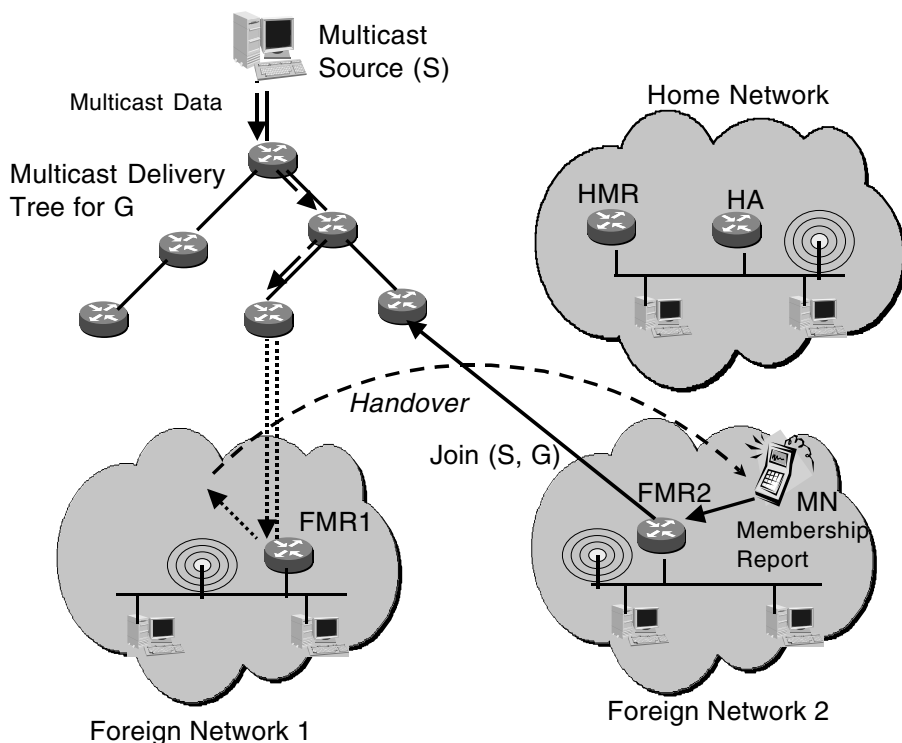 Multicast
Source (S)
Multicast Data
Multicast Delivery
Tree for G
Home Network
HMR
HA
Handover
Join (S, G)
FMR1
FMR2
MN
Membership
Report
Foreign Network 1
Foreign Network 2